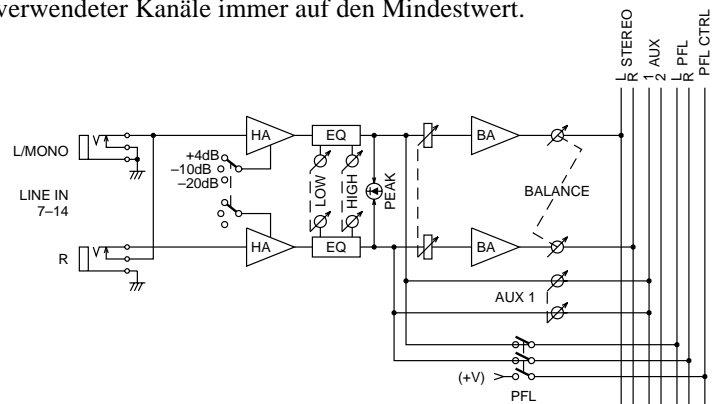 verwendeter Kanäle immer auf den Mindestwert.
L STEREO
R
1 AUX
2
L PFL
R
PFL CTRL
HA
EQ
BA
L/MONO
+4dB
–10dB
–20dB
LOW
HIGH
PEAK
BALANCE
LINE IN
7–14
R
HA
EQ
BA
AUX 1
(+V)
PFL